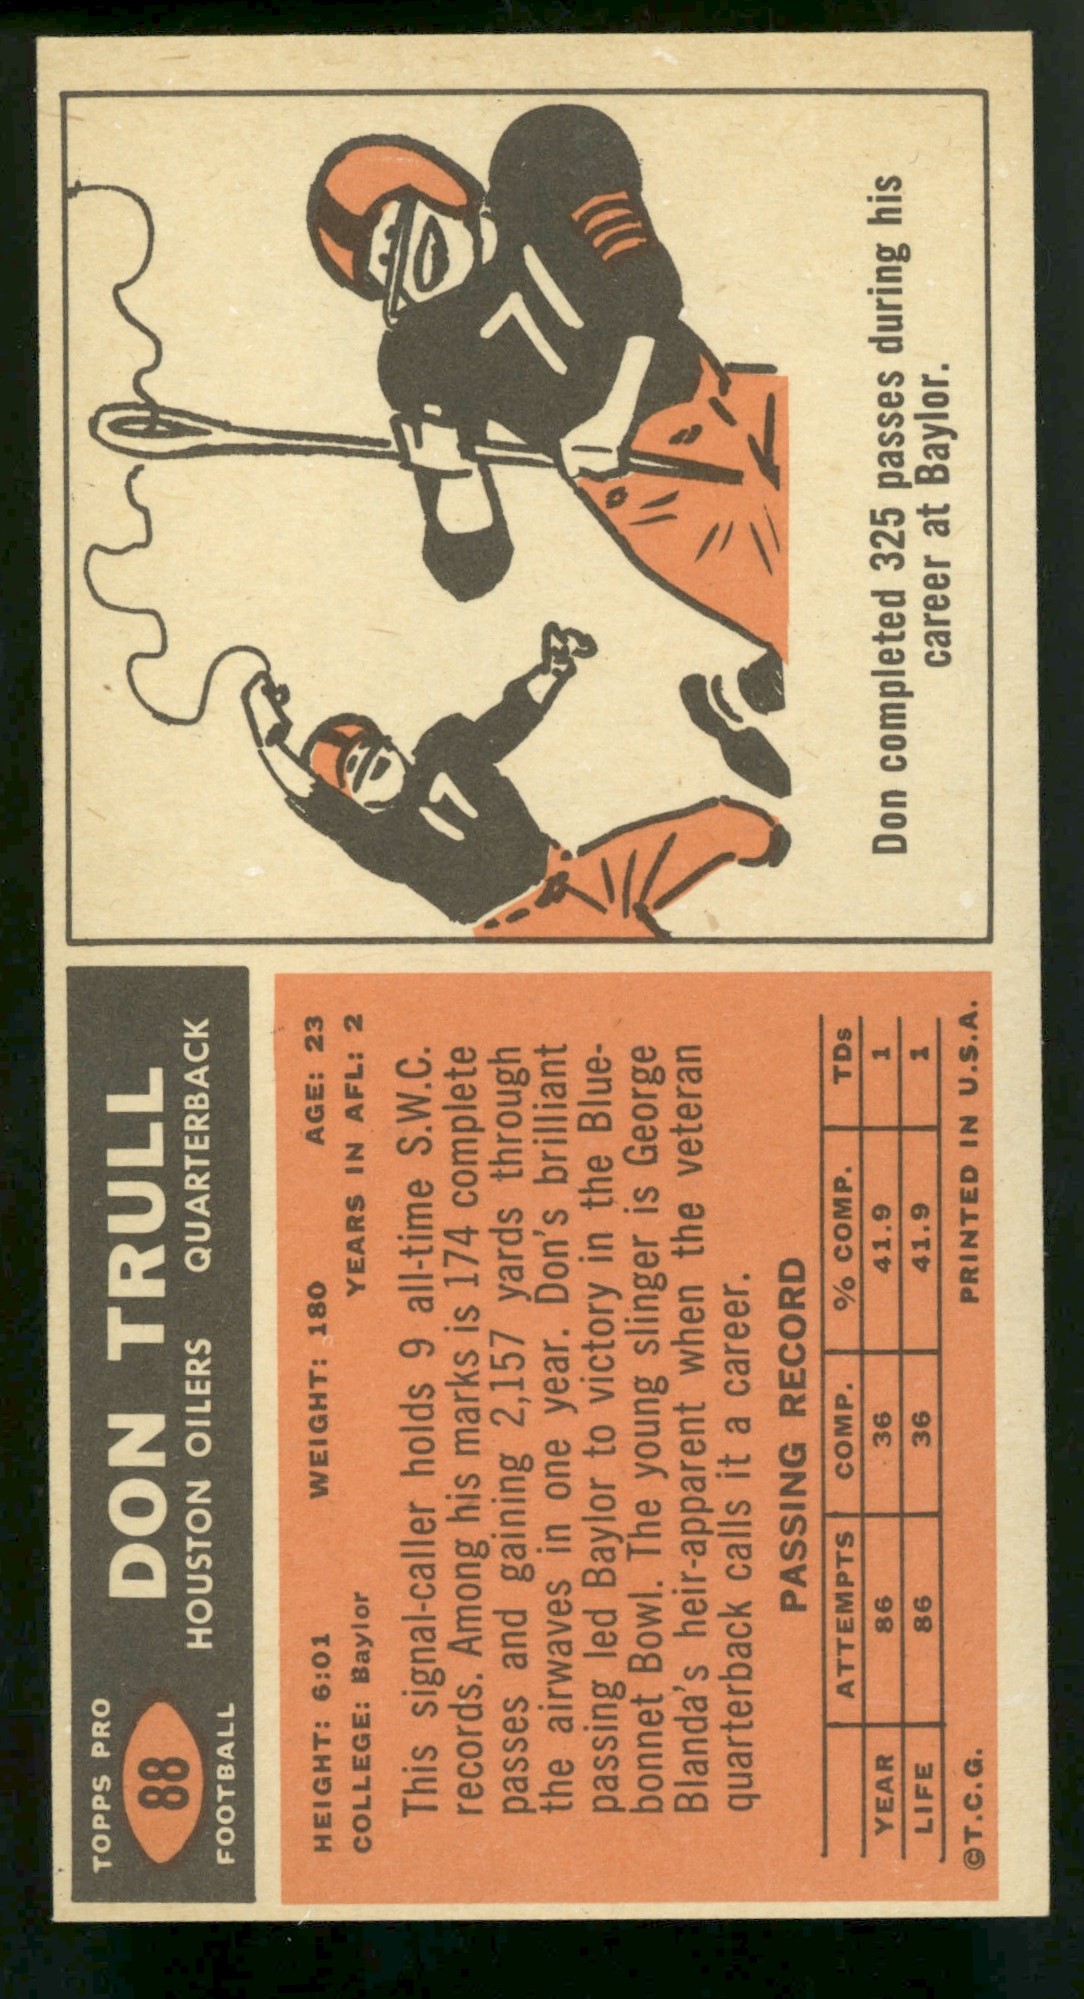 TOPPS PRO
88
FOOTBALL
DON TRULL
HOUSTON OILERS QUARTERBACK
HEIGHT: 6:01 WEIGHT: 180 AGE: 23
COLLEGE: Baylor YEARS IN AFL: 2
This signal-caller holds 9 all-time S.W.C.
records. Among his marks is 174 complete
passes and gaining 2,157 yards through
the airwaves in one year. Don's brilliant
passing led Baylor to victory in the Blue-
bonnet Bowl. The young slinger is George
Blanda's heir-apparent when the veteran
quarterback calls it a career.
PASSING RECORD
ATTEMPTS COMP. % COMP. TDs
YEAR 86 36 41.9 1
LIFE 86 36 41.9 1
©T.C.G. PRINTED IN U.S.A.
17
71
Don completed 325 passes during his
career at Baylor.